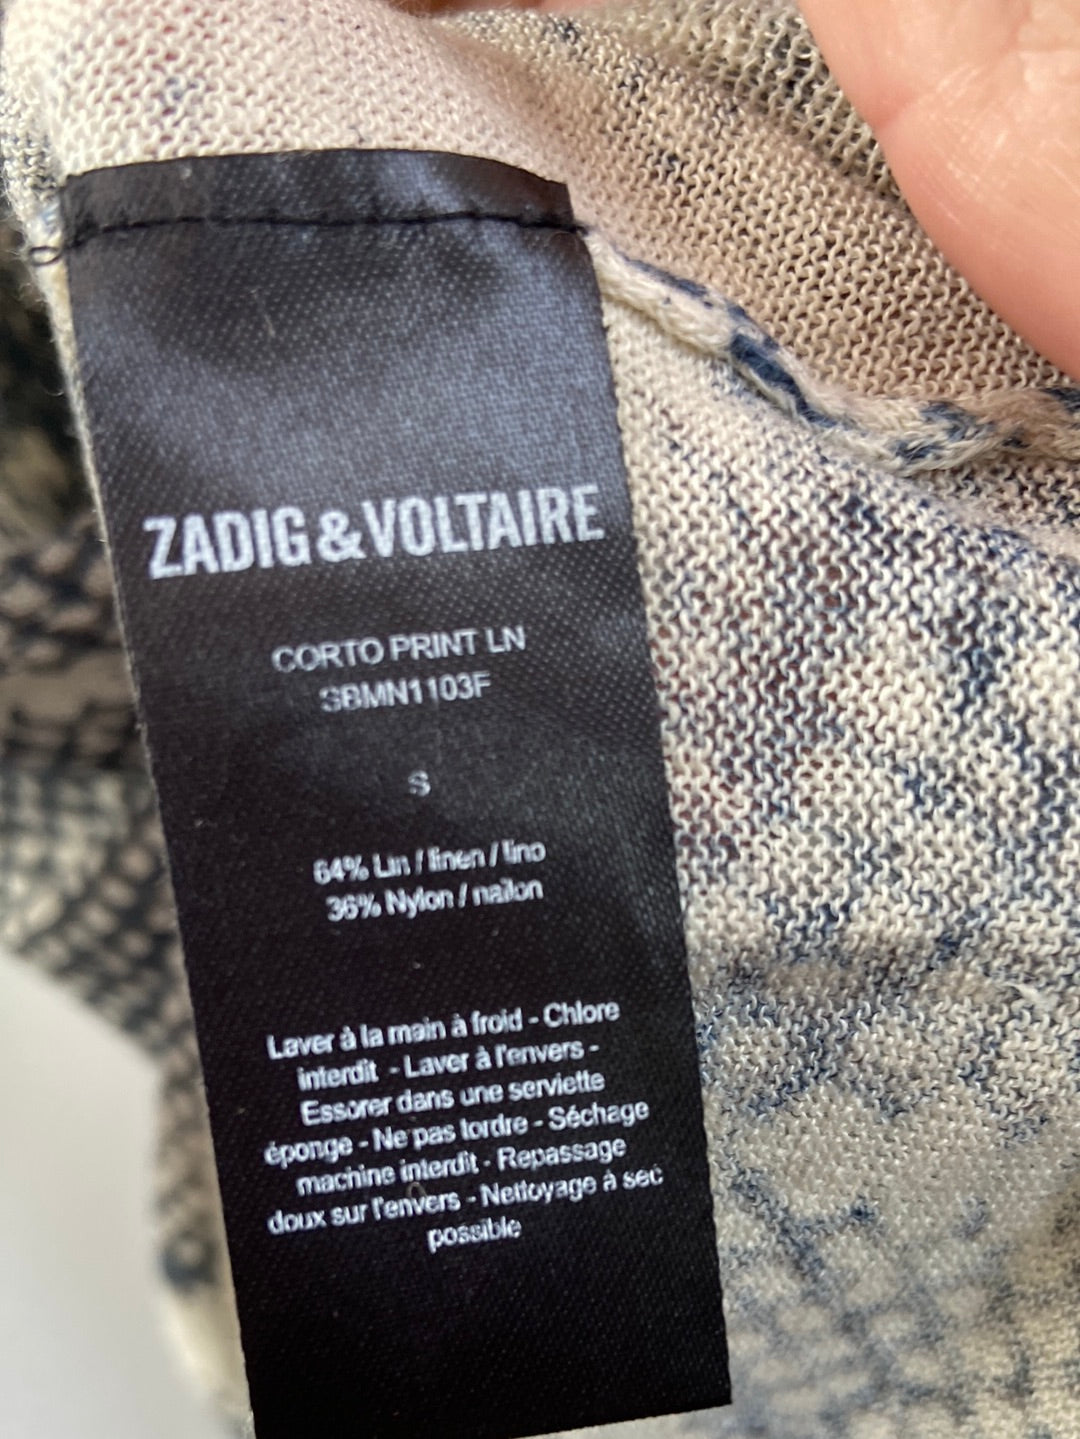 ZADIG&VOLTAIRE
CORTO PRINT LN
SBMN1103F
S
64% Lin / linen / lino
36% Nylon / nailon
Laver à la main à froid - Chlore
interdit - Laver à l'envers -
Essorer dans une serviette
éponge - Ne pas tordre - Séchage
machine interdit - Repassage
doux sur l'envers - Nettoyage à sec
possible